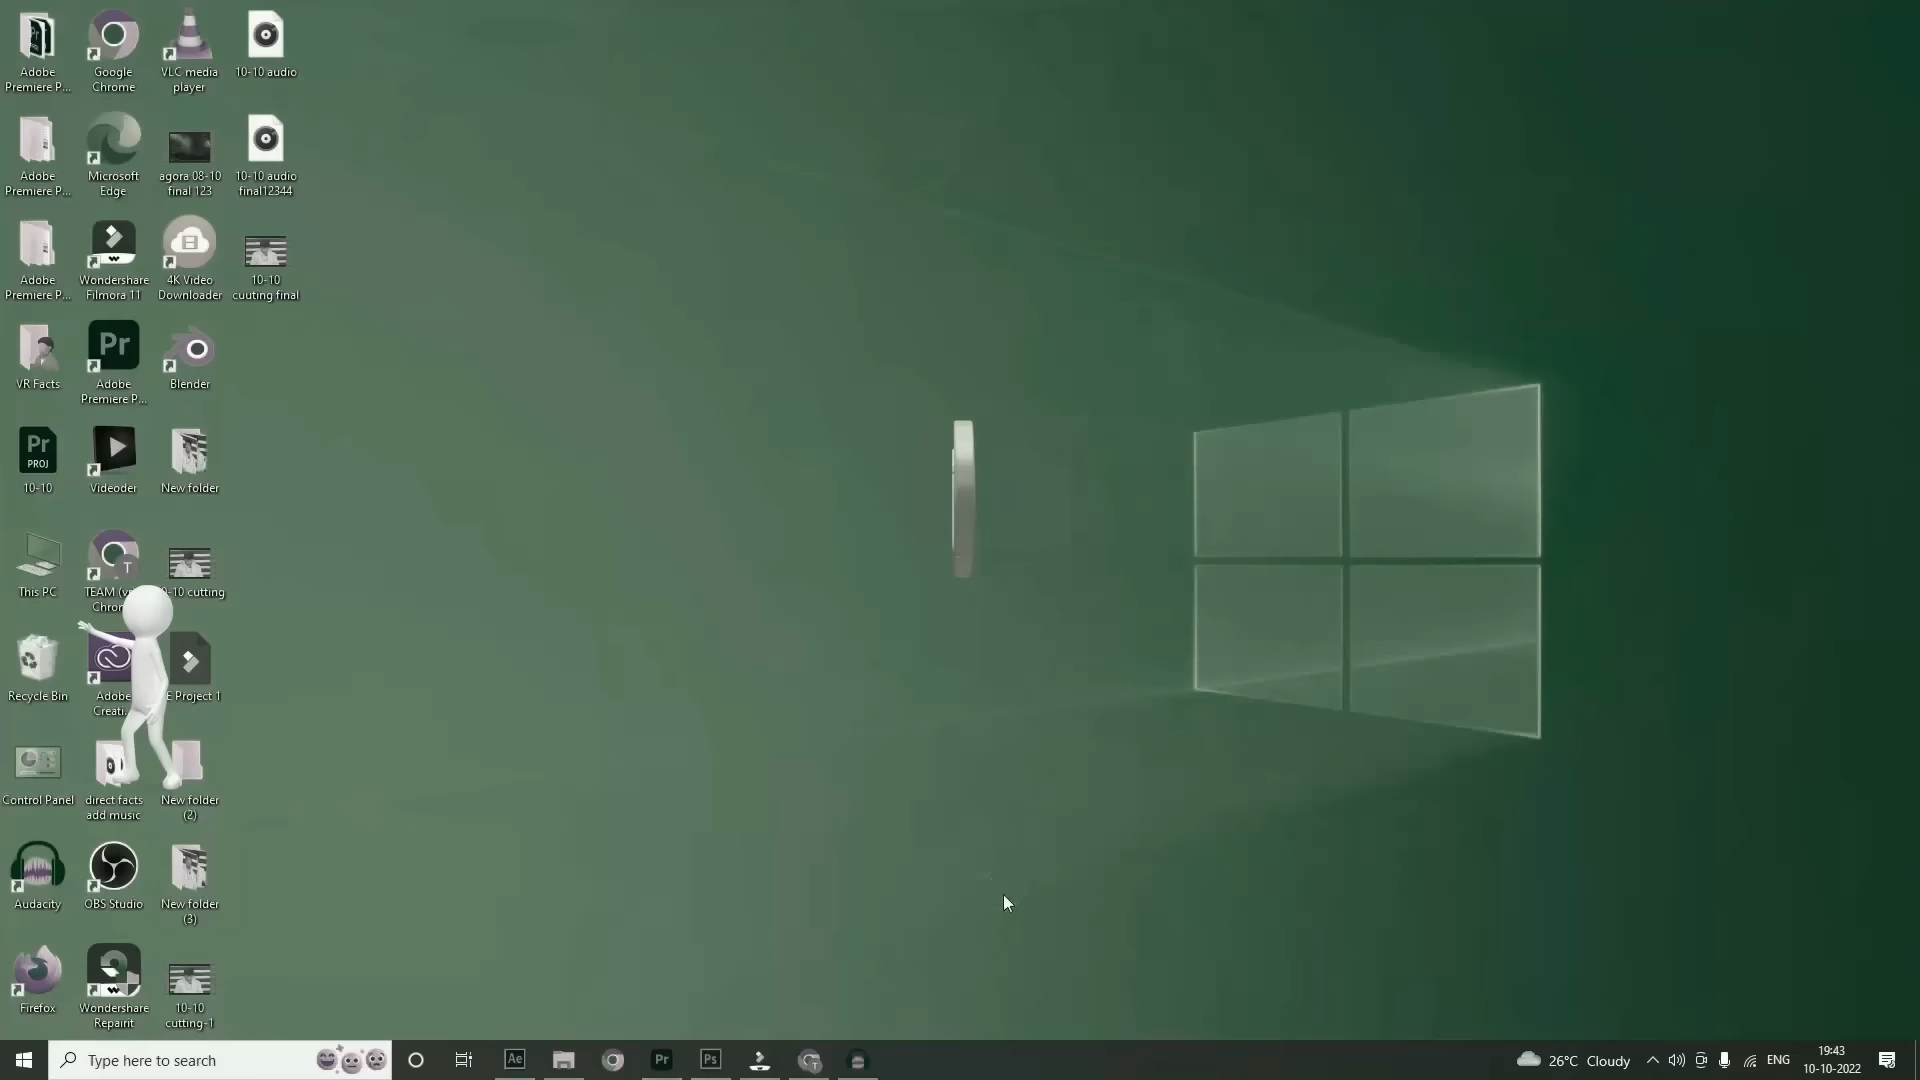 Adobe
Premiere P...
Google
Chrome
VLC media
player
10-10 audio
Adobe
Premiere P...
Microsoft
Edge
agora 08-10
final 123
10-10 audio
final12344
Adobe
Premiere P...
Wondershare
Filmora 11
4K Video
Downloader
10-10
cuuting final
VR Facts
Pr
Adobe
Premiere P...
Blender
Pr
PROJ
10-10
Videoder
New folder
This PC
T
TEAM
Chro
0-10 cutting
Recycle Bin
Adobe
Creati...
E Project 1
Control Panel
direct facts
add music
New folder
(2)
Audacity
OBS Studio
New folder
(3)
Firefox
Wondershare
Repairit
10-10
cutting-1
Type here to search
Ae
Pr
Ps
T
26°C Cloudy
ENG
19:43
10-10-2022